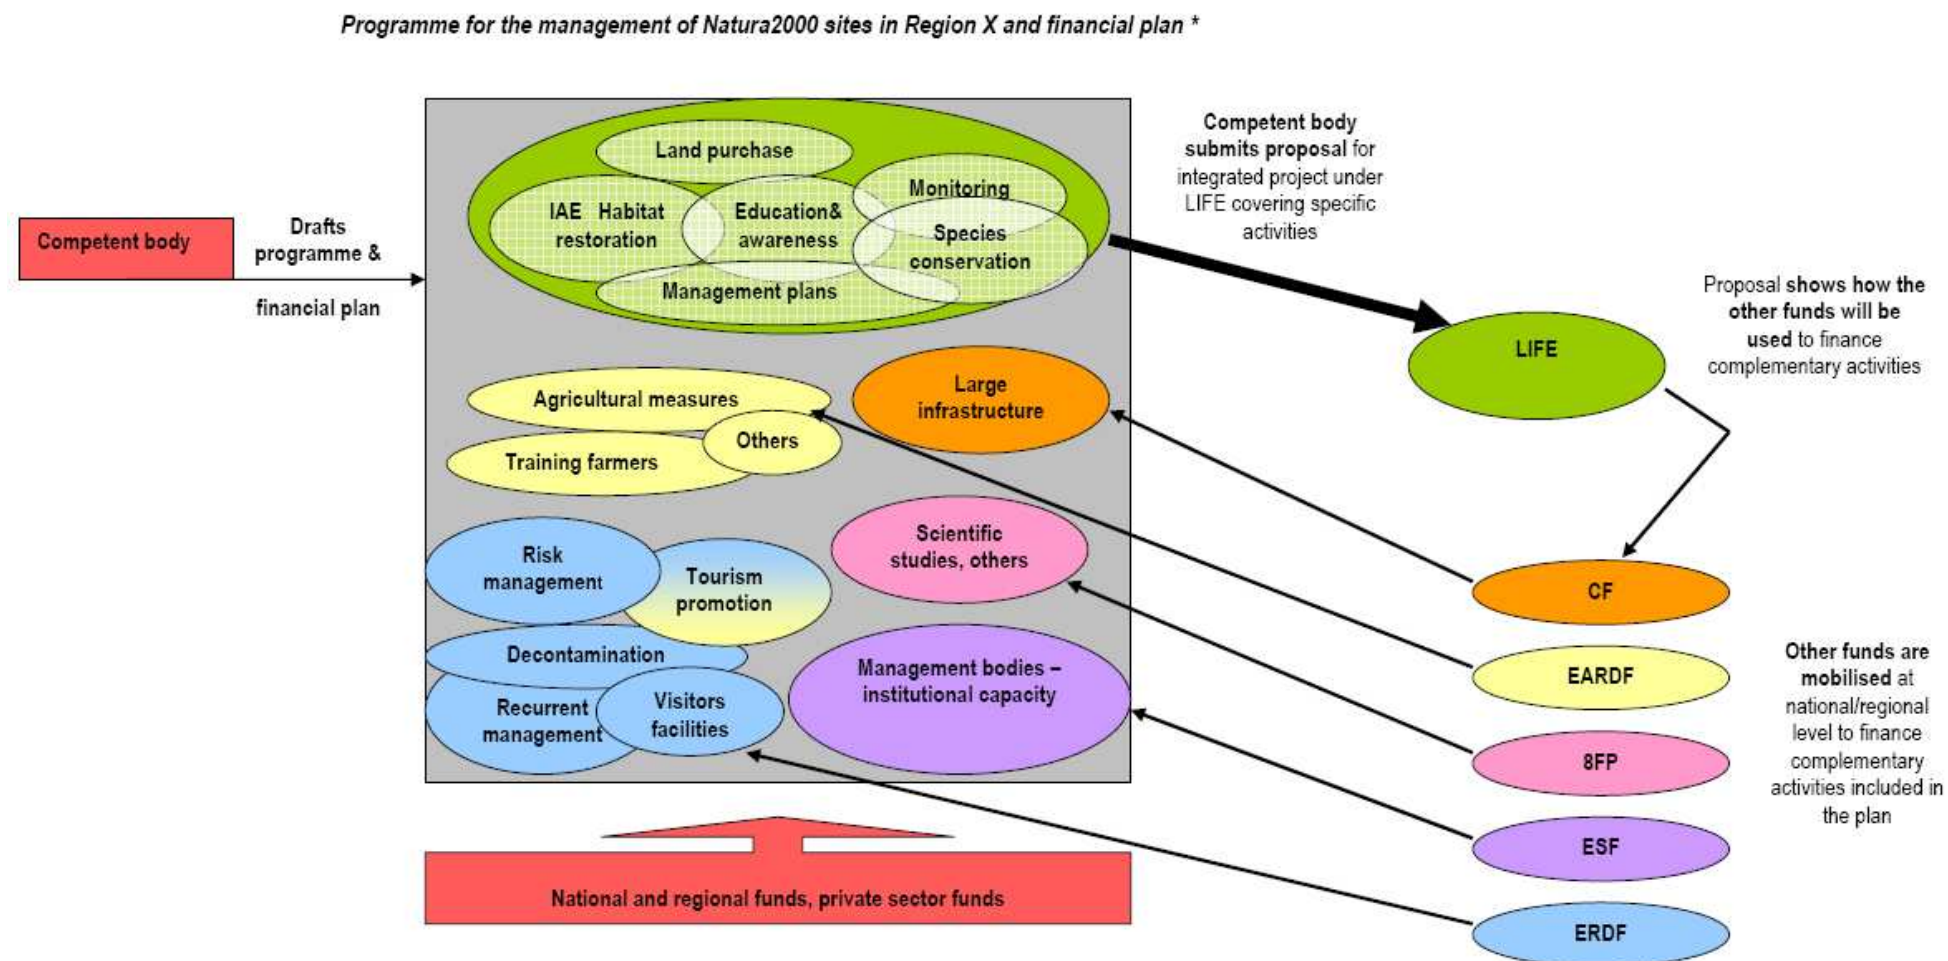 Programme for the management of Natura2000 sites in Region X and financial plan *
Competent body
Drafts
programme &
financial plan
Land purchase
IAE   Habitat
restoration
Education&
awareness
Monitoring
Species
conservation
Management plans
Competent body
submits proposal for
integrated project under
LIFE covering specific
activities
LIFE
Proposal shows how the
other funds will be
used to finance
complementary activities
Agricultural measures
Others
Training farmers
Large
infrastructure
Scientific
studies, others
Risk
management
Tourism
promotion
Decontamination
Recurrent
management
Visitors
facilities
Management bodies –
institutional capacity
CF
EARDF
8FP
ESF
ERDF
Other funds are
mobilised at
national/regional
level to finance
complementary
activities included in
the plan
National and regional funds, private sector funds